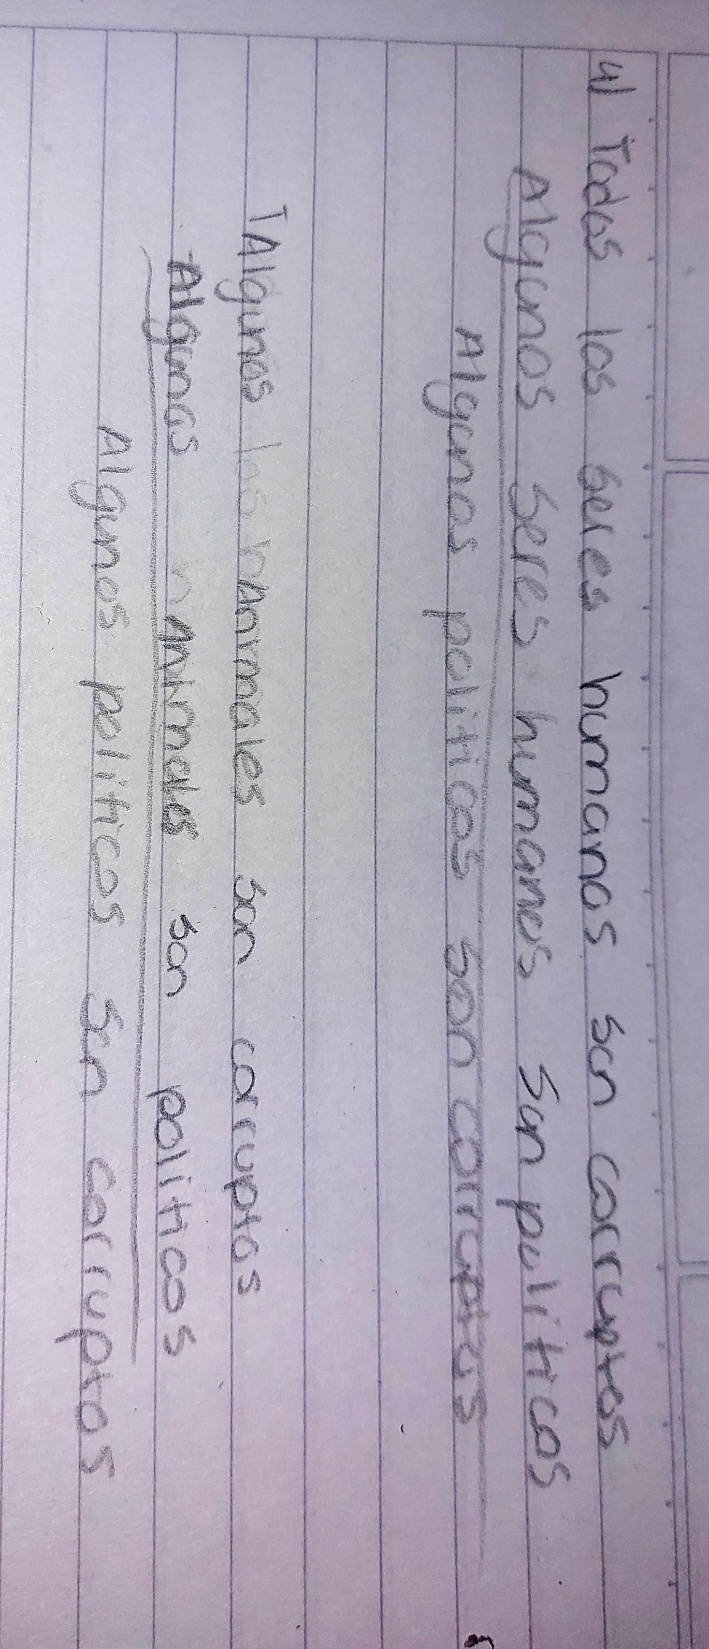 4) Todos los seres humanos son corruptos
Algunos seres humanos son politicos
Algunos politicos son corruptos
Algunos Animales son corruptos
Algunos Animales son politicos
Algunos politicos son corruptos